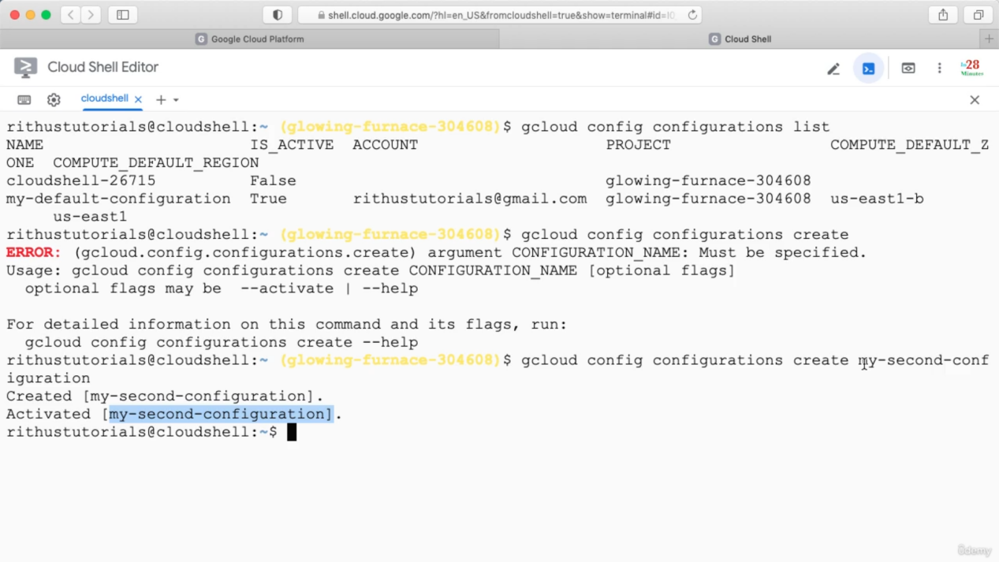 shell.cloud.google.com/?hl=en_US&fromcloudshell=true&show=terminal#id=I0
Google Cloud Platform
Cloud Shell
Cloud Shell Editor
in28 Minutes
cloudshell
rithustutorials@cloudshell:~ (glowing-furnace-304608)$ gcloud config configurations list
NAME IS_ACTIVE ACCOUNT PROJECT COMPUTE_DEFAULT_Z
ONE COMPUTE_DEFAULT_REGION
cloudshell-26715 False glowing-furnace-304608
my-default-configuration True rithustutorials@gmail.com glowing-furnace-304608 us-east1-b
us-east1
rithustutorials@cloudshell:~ (glowing-furnace-304608)$ gcloud config configurations create
ERROR: (gcloud.config.configurations.create) argument CONFIGURATION_NAME: Must be specified.
Usage: gcloud config configurations create CONFIGURATION_NAME [optional flags]
optional flags may be --activate | --help
For detailed information on this command and its flags, run:
gcloud config configurations create --help
rithustutorials@cloudshell:~ (glowing-furnace-304608)$ gcloud config configurations create my-second-conf
iguration
Created [my-second-configuration].
Activated [my-second-configuration].
rithustutorials@cloudshell:~$
ûdemy